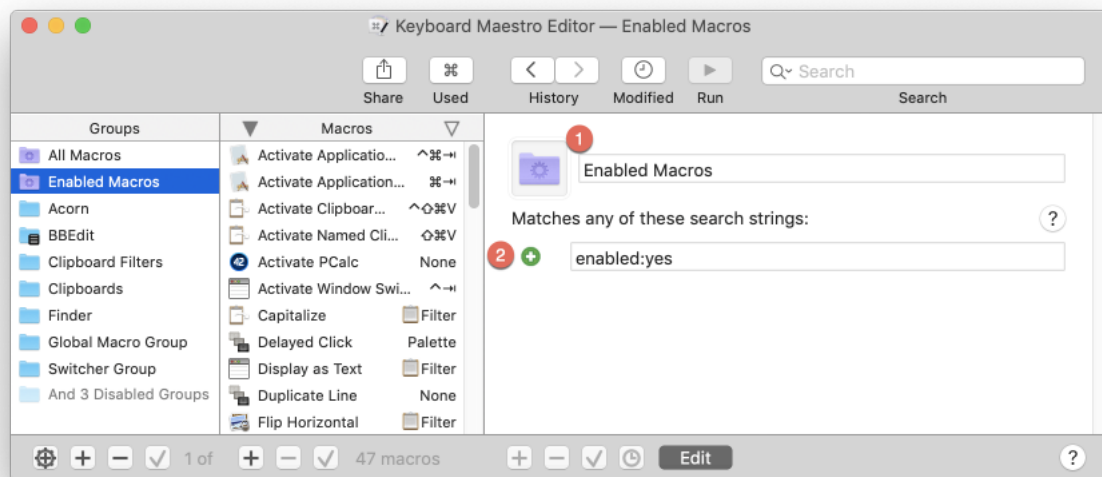 Keyboard Maestro Editor — Enabled Macros
Share Used History Modified Run Search
Search
Groups
All Macros
Enabled Macros
Acorn
BBEdit
Clipboard Filters
Clipboards
Finder
Global Macro Group
Switcher Group
And 3 Disabled Groups
Macros
Activate Applicatio... ^⌘⇥
Activate Application... ⌘⇥
Activate Clipboar... ^⇧⌘V
Activate Named Cli... ⇧⌘V
Activate PCalc None
Activate Window Swi... ^⇥
Capitalize Filter
Delayed Click Palette
Display as Text Filter
Duplicate Line None
Flip Horizontal Filter
1
Enabled Macros
Matches any of these search strings: ?
2 enabled:yes
1 of 47 macros Edit ?